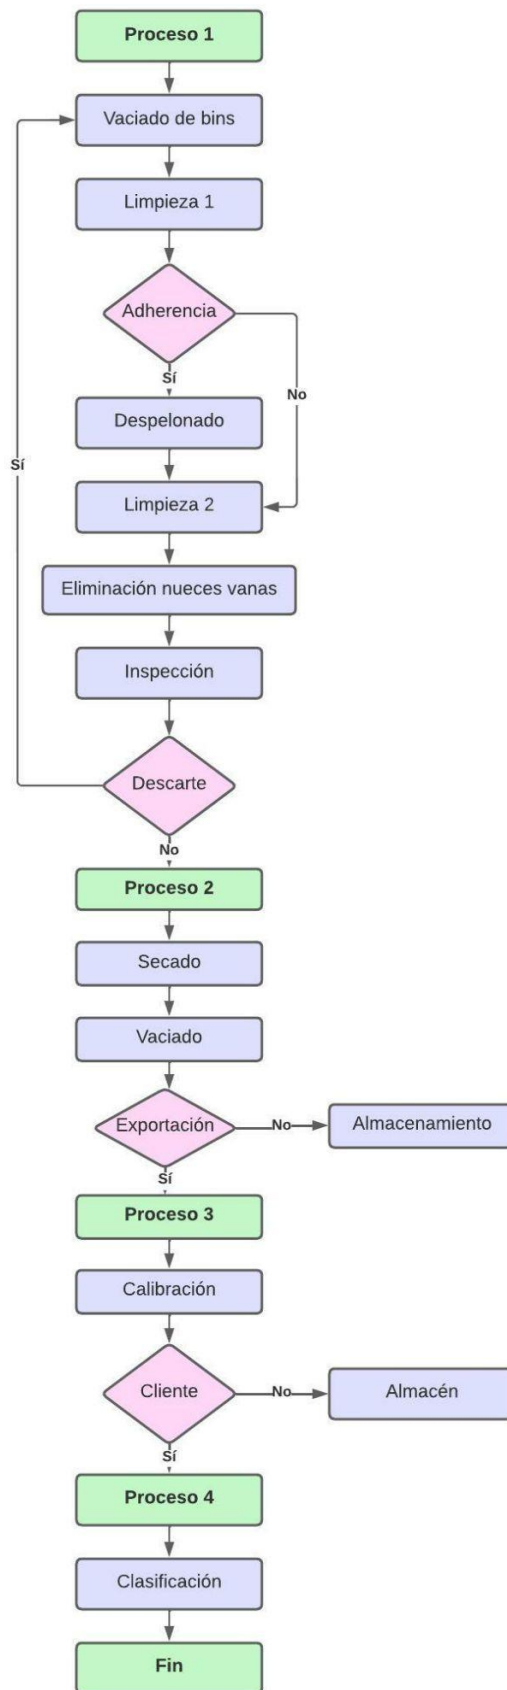 Proceso 1
Vaciado de bins
Limpieza 1
Adherencia
Sí
No
Despelonado
Sí
Limpieza 2
Eliminación nueces vanas
Inspección
Descarte
No
Proceso 2
Secado
Vaciado
Exportación
No
Almacenamiento
Sí
Proceso 3
Calibración
Cliente
No
Almacén
Sí
Proceso 4
Clasificación
Fin